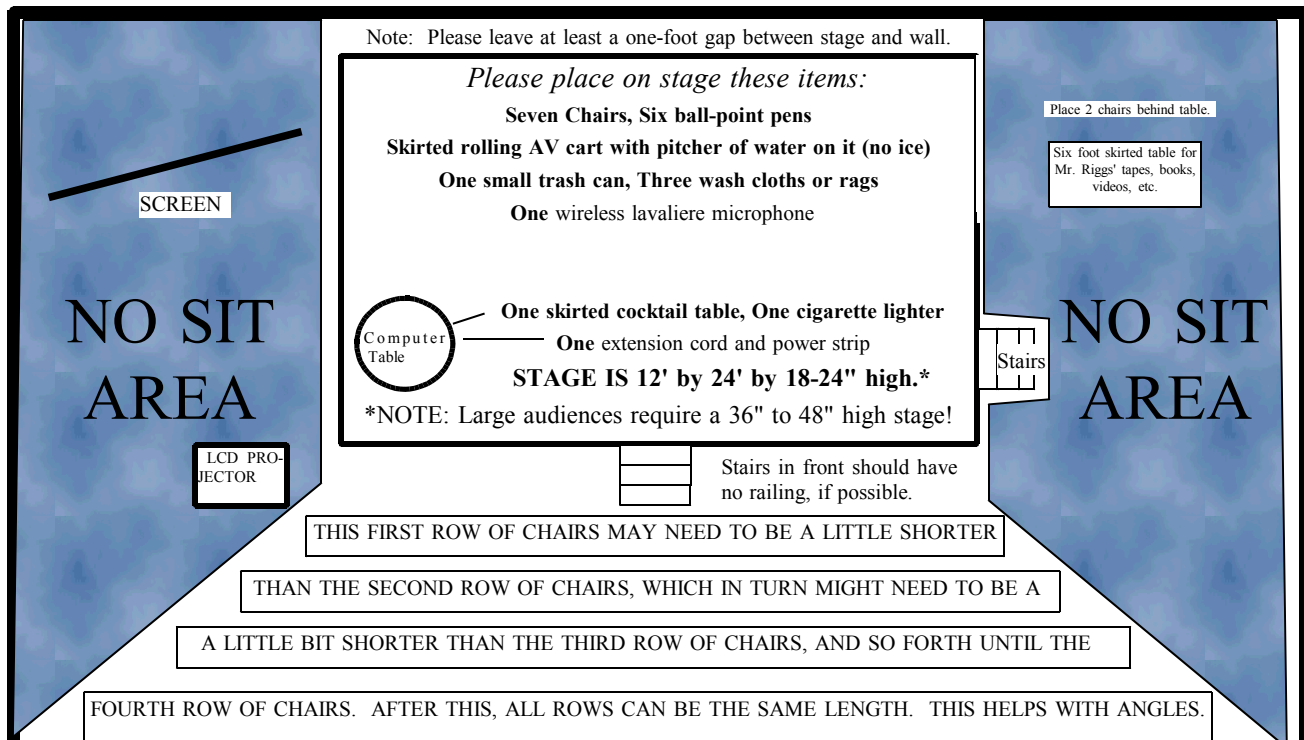 Note: Please leave at least a one-foot gap between stage and wall.
Please place on stage these items:
Seven Chairs, Six ball-point pens
Skirted rolling AV cart with pitcher of water on it (no ice)
One small trash can, Three wash cloths or rags
One wireless lavaliere microphone
Place 2 chairs behind table.
Six foot skirted table for
Mr. Riggs' tapes, books,
videos, etc.
SCREEN
NO SIT
AREA
Computer
Table
One skirted cocktail table, One cigarette lighter
One extension cord and power strip
STAGE IS 12' by 24' by 18-24" high.*
*NOTE: Large audiences require a 36" to 48" high stage!
Stairs
NO SIT
AREA
LCD PRO-
JECTOR
Stairs in front should have
no railing, if possible.
THIS FIRST ROW OF CHAIRS MAY NEED TO BE A LITTLE SHORTER
THAN THE SECOND ROW OF CHAIRS, WHICH IN TURN MIGHT NEED TO BE A
A LITTLE BIT SHORTER THAN THE THIRD ROW OF CHAIRS, AND SO FORTH UNTIL THE
FOURTH ROW OF CHAIRS. AFTER THIS, ALL ROWS CAN BE THE SAME LENGTH. THIS HELPS WITH ANGLES.